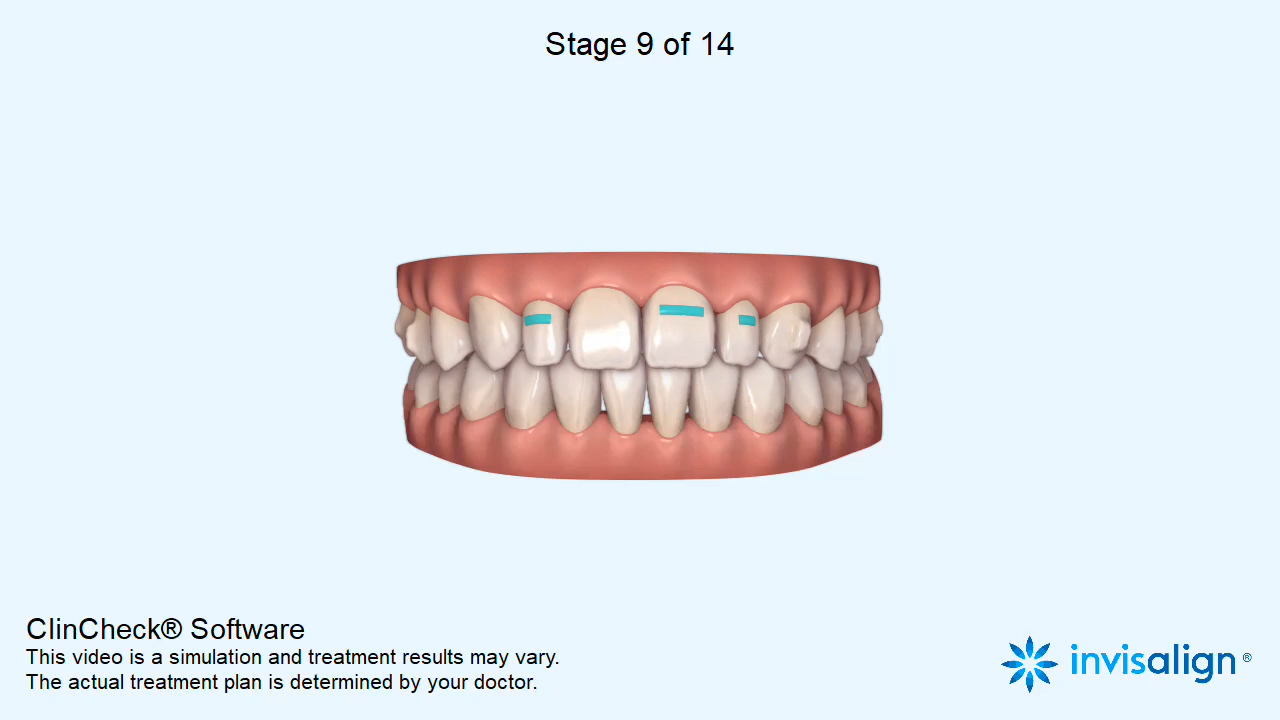 Stage 9 of 14
ClinCheck® Software
This video is a simulation and treatment results may vary.
The actual treatment plan is determined by your doctor.
invisalign®